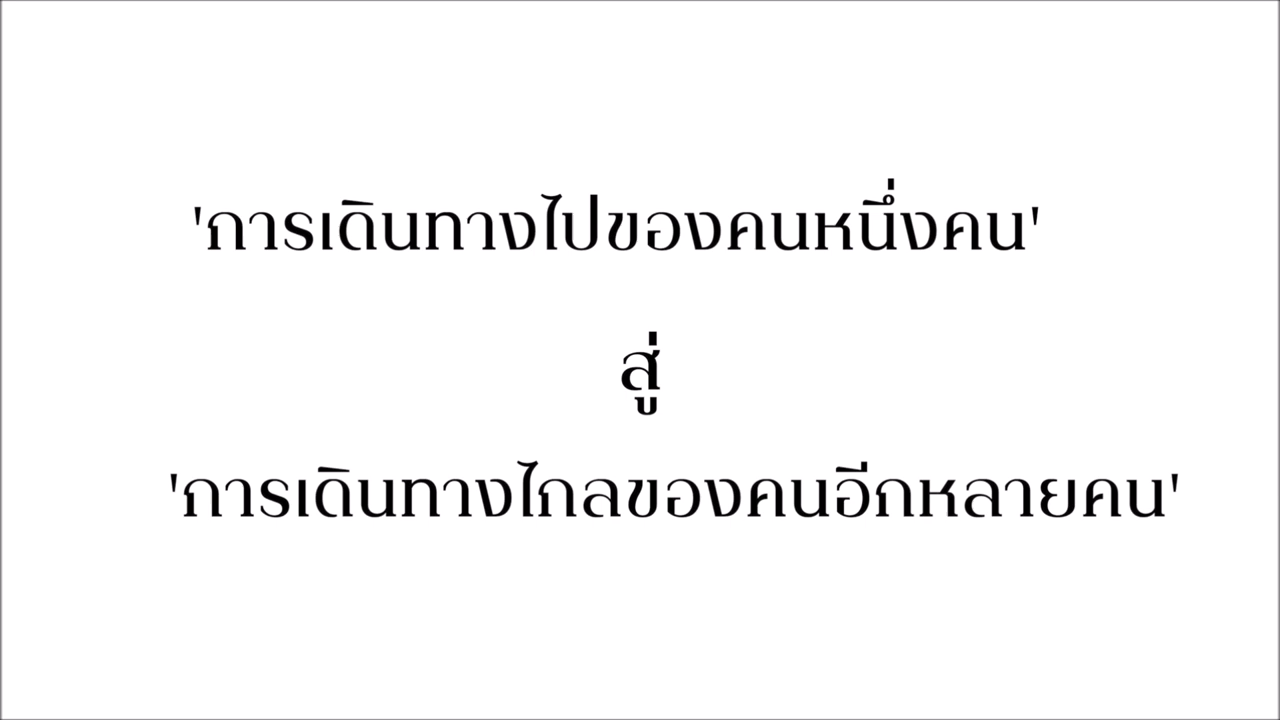 'การเดินทางไปของคนหนึ่งคน'
สู่
'การเดินทางไกลของคนอีกหลายคน'